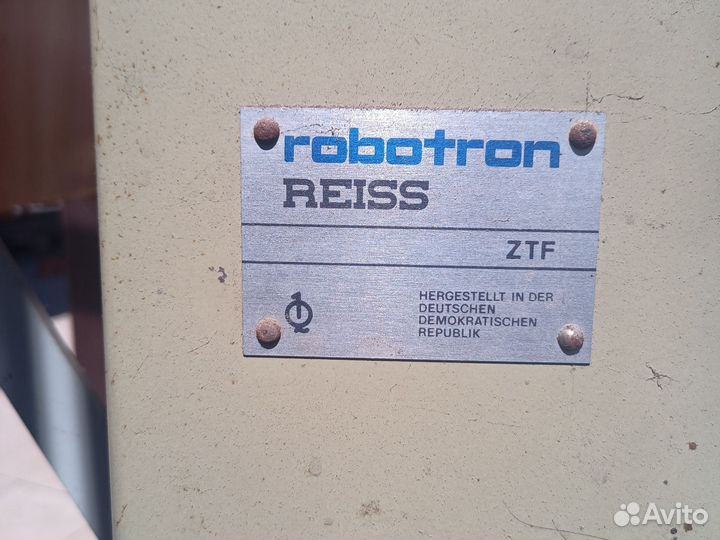 robotron
REISS
ZTF
HERGESTELLT IN DER
DEUTSCHEN
DEMOKRATISCHEN
REPUBLIK
Avito